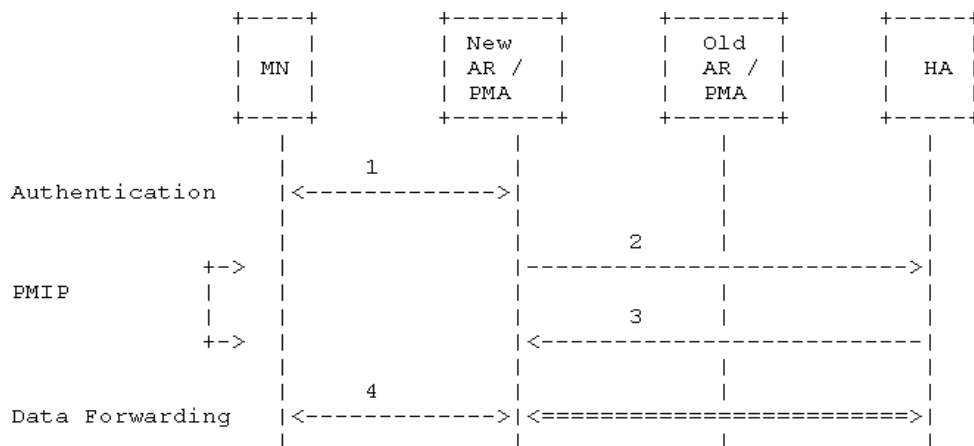 New Old
MN AR / AR / HA
PMA PMA
1
Authentication
2
PMIP
3
4
Data Forwarding